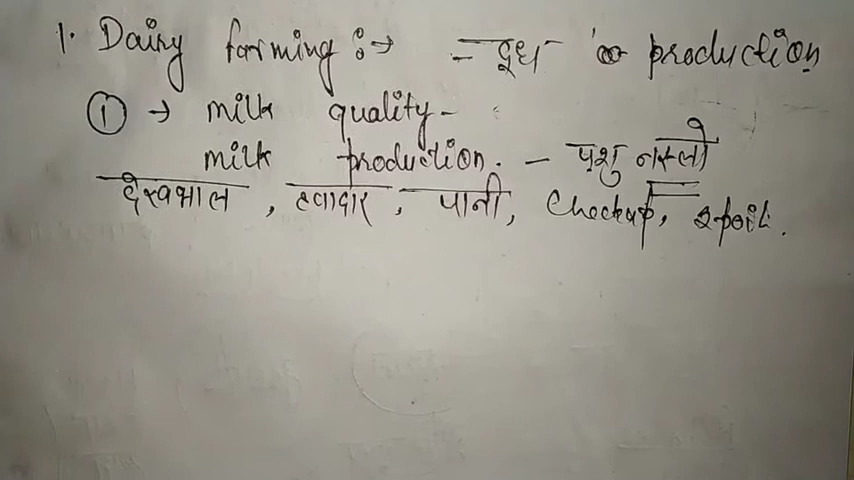 1. Dairy farming :→ - दूध production
① → milk quality -
milk production. - पशु नस्लो
देखभाल, हवादार, पानी, Checkup, spoil.